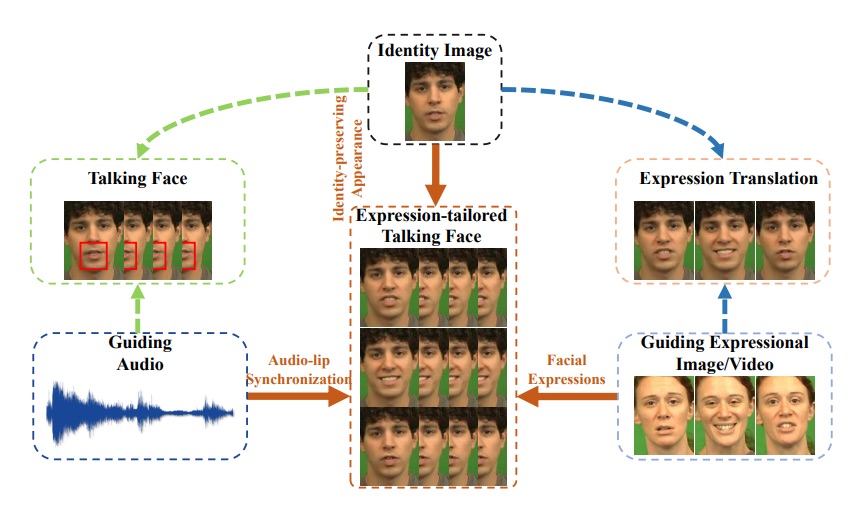 Identity Image
Identity-preserving
Appearance
Talking Face
Expression Translation
Expression-tailored
Talking Face
Guiding
Audio
Audio-lip
Synchronization
Facial
Expressions
Guiding Expressional
Image/Video